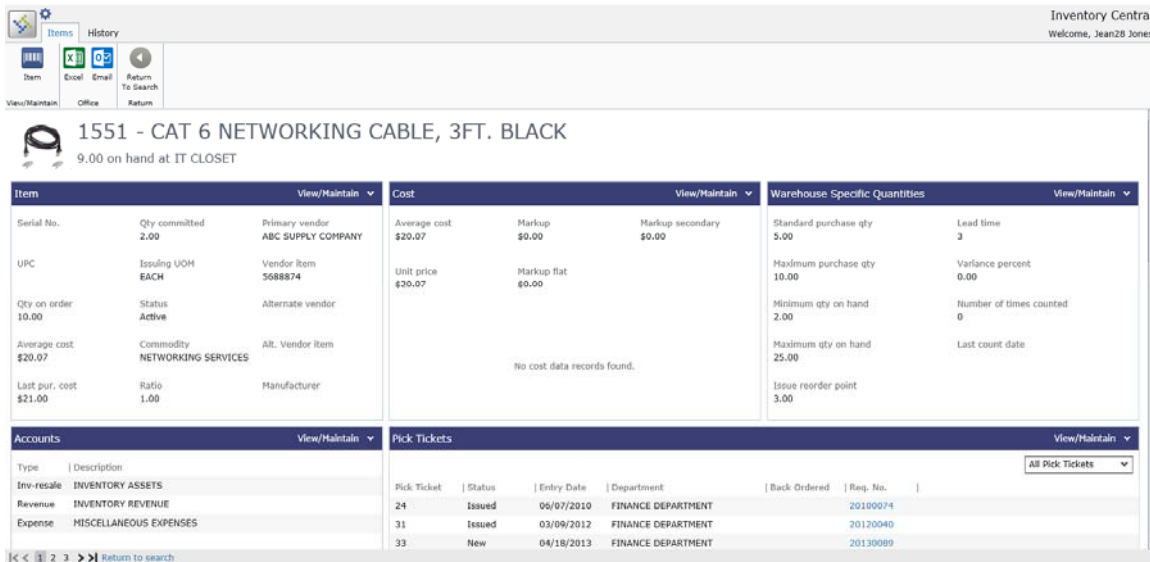 Inventory Centra
Items History
Welcome, Jean28 Jones
Item Excel Email Return To Search
View/Maintain Office Return
1551 - CAT 6 NETWORKING CABLE, 3FT. BLACK
9.00 on hand at IT CLOSET
Item View/Maintain
Serial No. Qty committed Primary vendor
2.00 ABC SUPPLY COMPANY
UPC Issuing UOM Vendor item
EACH 5688874
Qty on order Status Alternate vendor
10.00 Active
Average cost Commodity Alt. Vendor item
$20.07 NETWORKING SERVICES
Last pur. cost Ratio Manufacturer
$21.00 1.00
Cost View/Maintain
Average cost Markup Markup secondary
$20.07 $0.00 $0.00
Unit price Markup flat
$20.07 $0.00
No cost data records found.
Warehouse Specific Quantities View/Maintain
Standard purchase qty Lead time
5.00 3
Maximum purchase qty Variance percent
10.00 0.00
Minimum qty on hand Number of times counted
2.00 0
Maximum qty on hand Last count date
25.00
Issue reorder point
3.00
Accounts View/Maintain
Type | Description
Inv-resale INVENTORY ASSETS
Revenue INVENTORY REVENUE
Expense MISCELLANEOUS EXPENSES
Pick Tickets View/Maintain
All Pick Tickets
Pick Ticket | Status | Entry Date | Department | Back Ordered | Req. No. |
24 Issued 06/07/2010 FINANCE DEPARTMENT 20100074
31 Issued 03/09/2012 FINANCE DEPARTMENT 20120040
33 New 04/18/2013 FINANCE DEPARTMENT 20130089
|< < 1 2 3 > >| Return to search